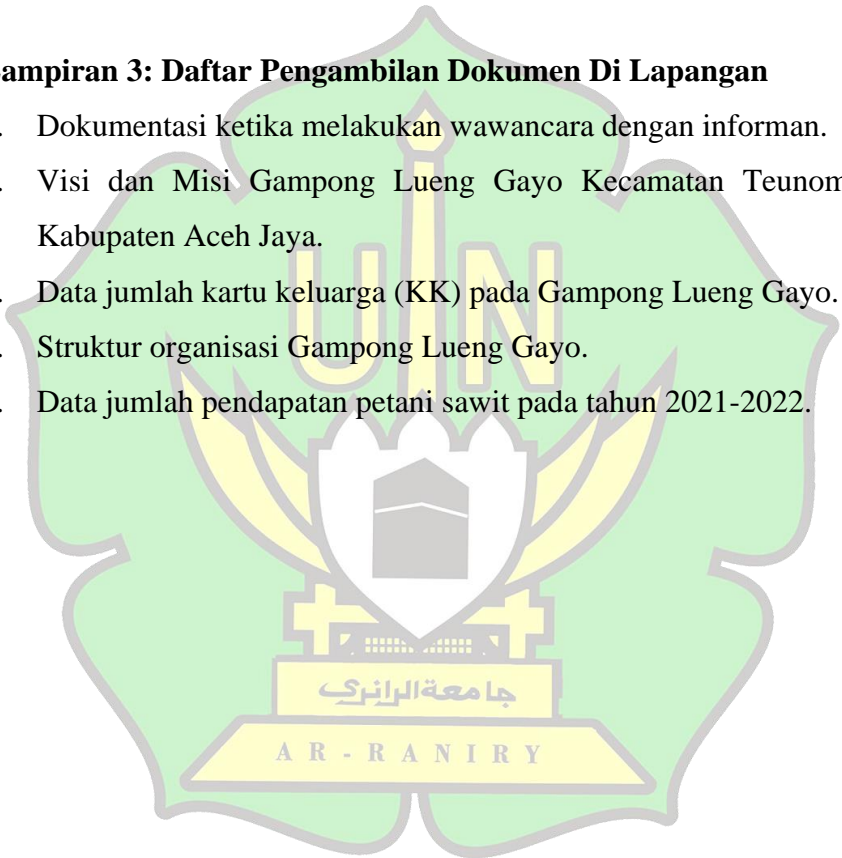 ampiran 3: Daftar Pengambilan Dokumen Di Lapangan
. Dokumentasi ketika melakukan wawancara dengan informan.
. Visi dan Misi Gampong Lueng Gayo Kecamatan Teunom
Kabupaten Aceh Jaya.
. Data jumlah kartu keluarga (KK) pada Gampong Lueng Gayo.
. Struktur organisasi Gampong Lueng Gayo.
. Data jumlah pendapatan petani sawit pada tahun 2021-2022.
UIN
جامعة الرانري
AR-RANIRY